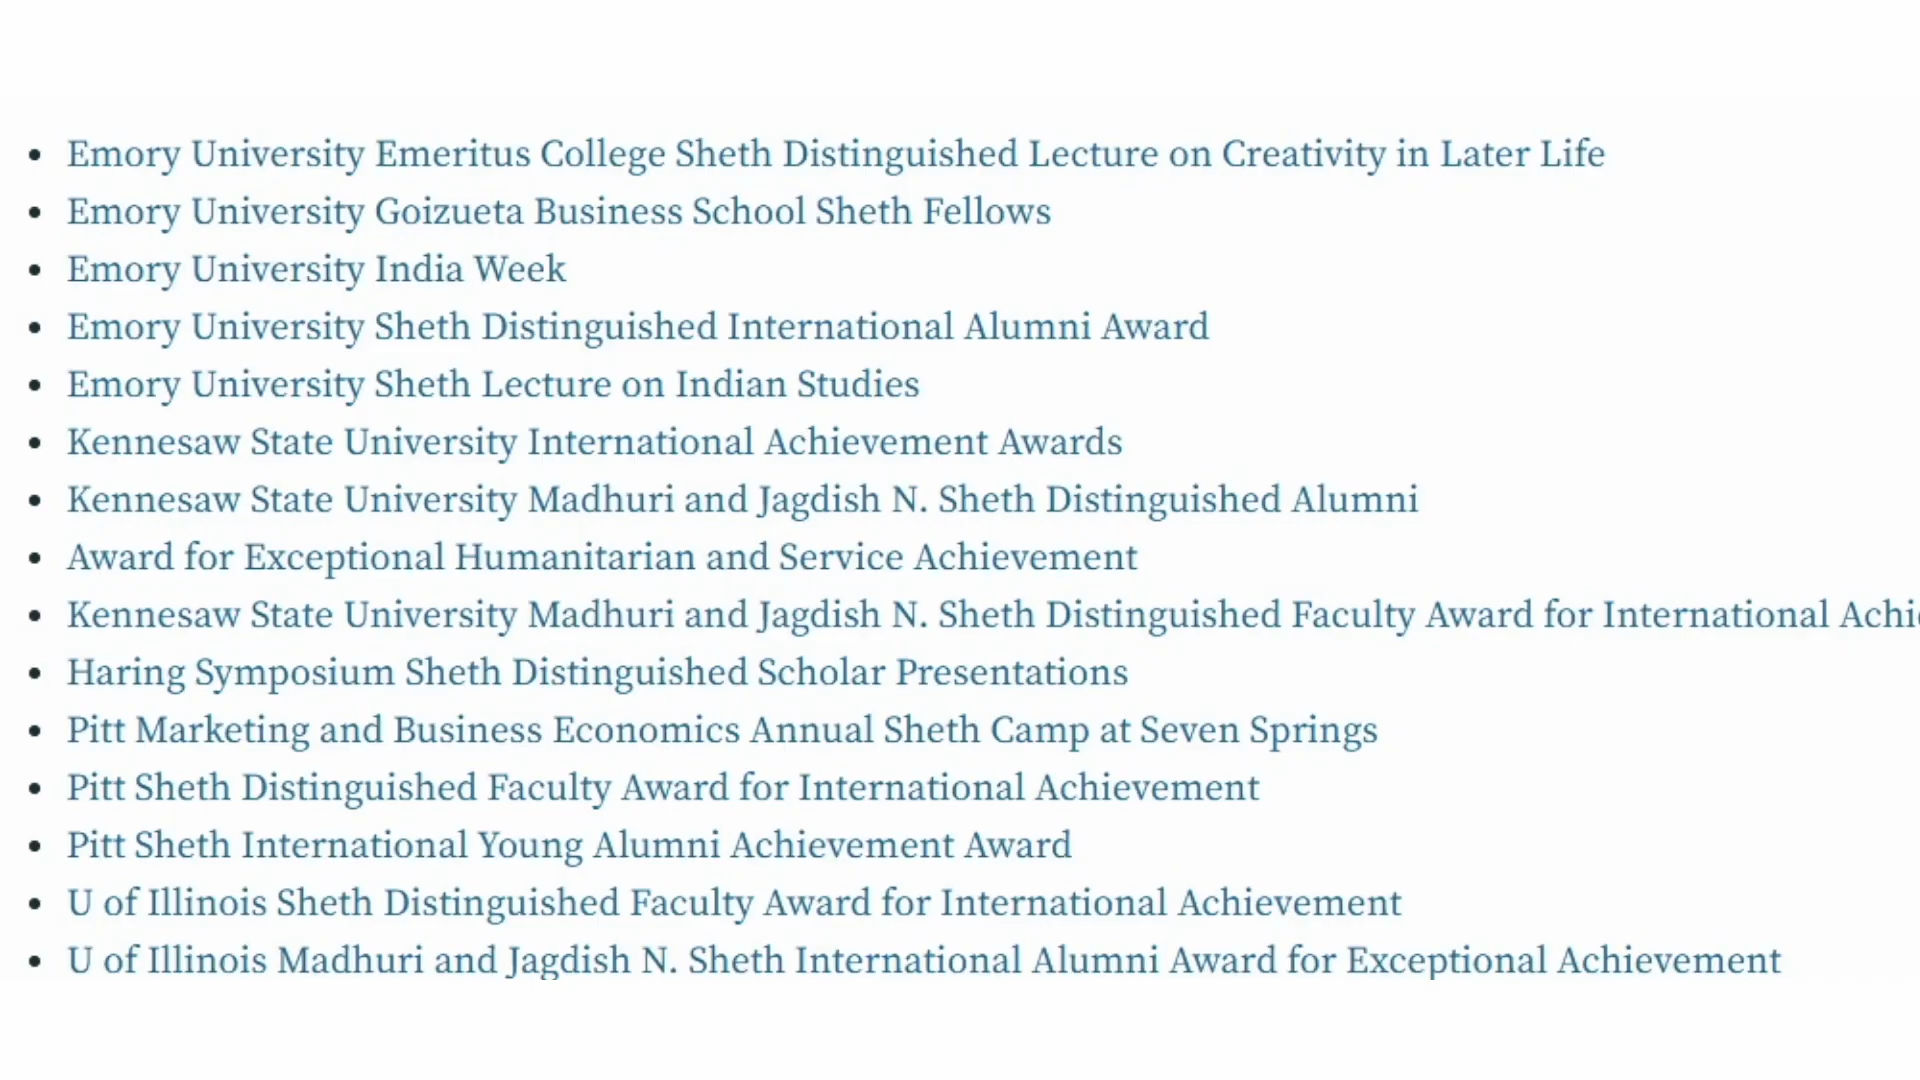 Emory University Emeritus College Sheth Distinguished Lecture on Creativity in Later Life
Emory University Goizueta Business School Sheth Fellows
Emory University India Week
Emory University Sheth Distinguished International Alumni Award
Emory University Sheth Lecture on Indian Studies
Kennesaw State University International Achievement Awards
Kennesaw State University Madhuri and Jagdish N. Sheth Distinguished Alumni
Award for Exceptional Humanitarian and Service Achievement
Kennesaw State University Madhuri and Jagdish N. Sheth Distinguished Faculty Award for International
Haring Symposium Sheth Distinguished Scholar Presentations
Pitt Marketing and Business Economics Annual Sheth Camp at Seven Springs
Pitt Sheth Distinguished Faculty Award for International Achievement
Pitt Sheth International Young Alumni Achievement Award
U of Illinois Sheth Distinguished Faculty Award for International Achievement
U of Illinois Madhuri and Jagdish N. Sheth International Alumni Award for Exceptional Achievement